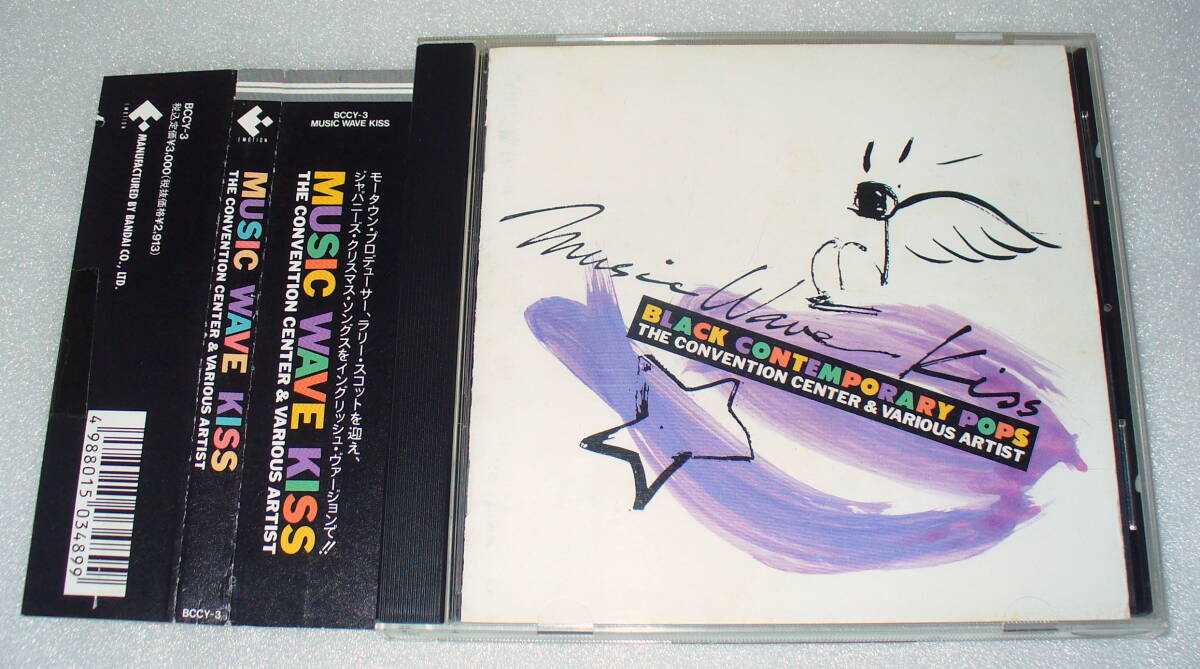 BCCY-3
税込定価¥3,000(税抜価格¥2,913)
EMOTION
MANUFACTURED BY BANDAI CO., LTD.
4 988015 034899
EMOTION
MUSIC WAVE KISS
THE CONVENTION CENTER & VARIOUS ARTIST
BCCY-3
BCCY-3
MUSIC WAVE KISS
モータウン・プロデューサー、ラリー・スコットを迎え、
ジャパニーズ・クリスマス・ソングスをイングリッシュ・ヴァージョンで!!
MUSIC WAVE KISS
THE CONVENTION CENTER & VARIOUS ARTIST
Music Wave Kiss
BLACK CONTEMPORARY POPS
THE CONVENTION CENTER & VARIOUS ARTIST